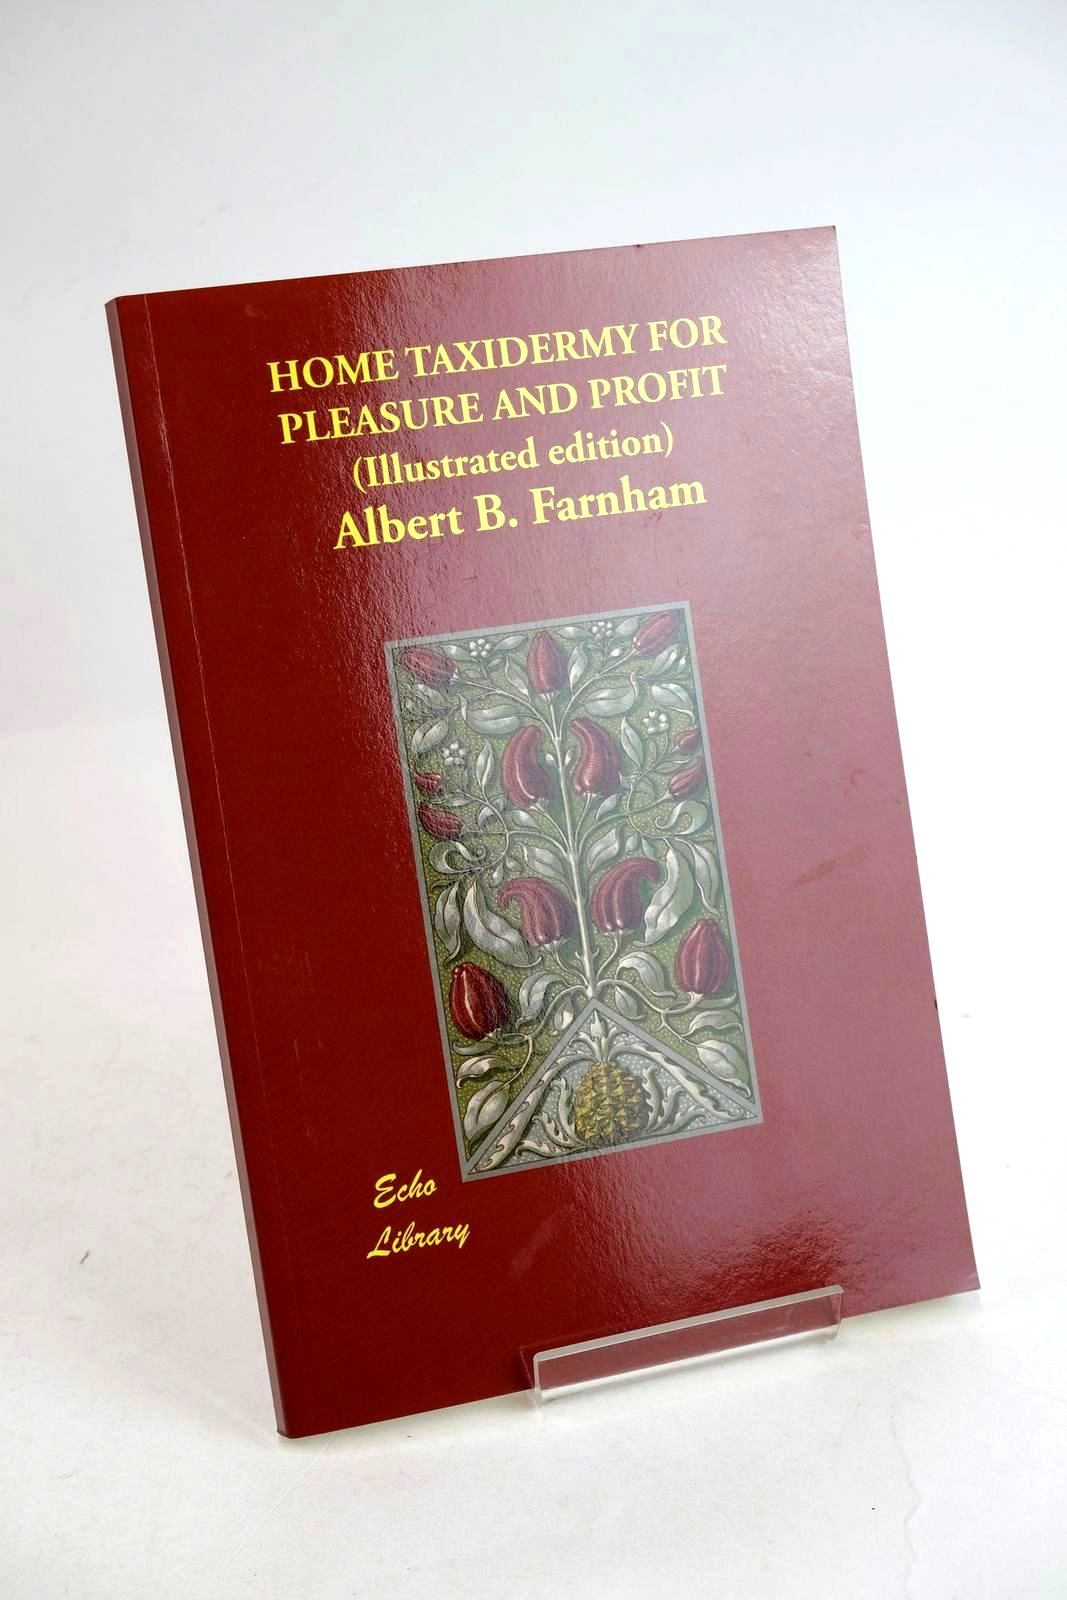 HOME TAXIDERMY FOR
PLEASURE AND PROFIT
(Illustrated edition)
Albert B. Farnham
Echo
Library